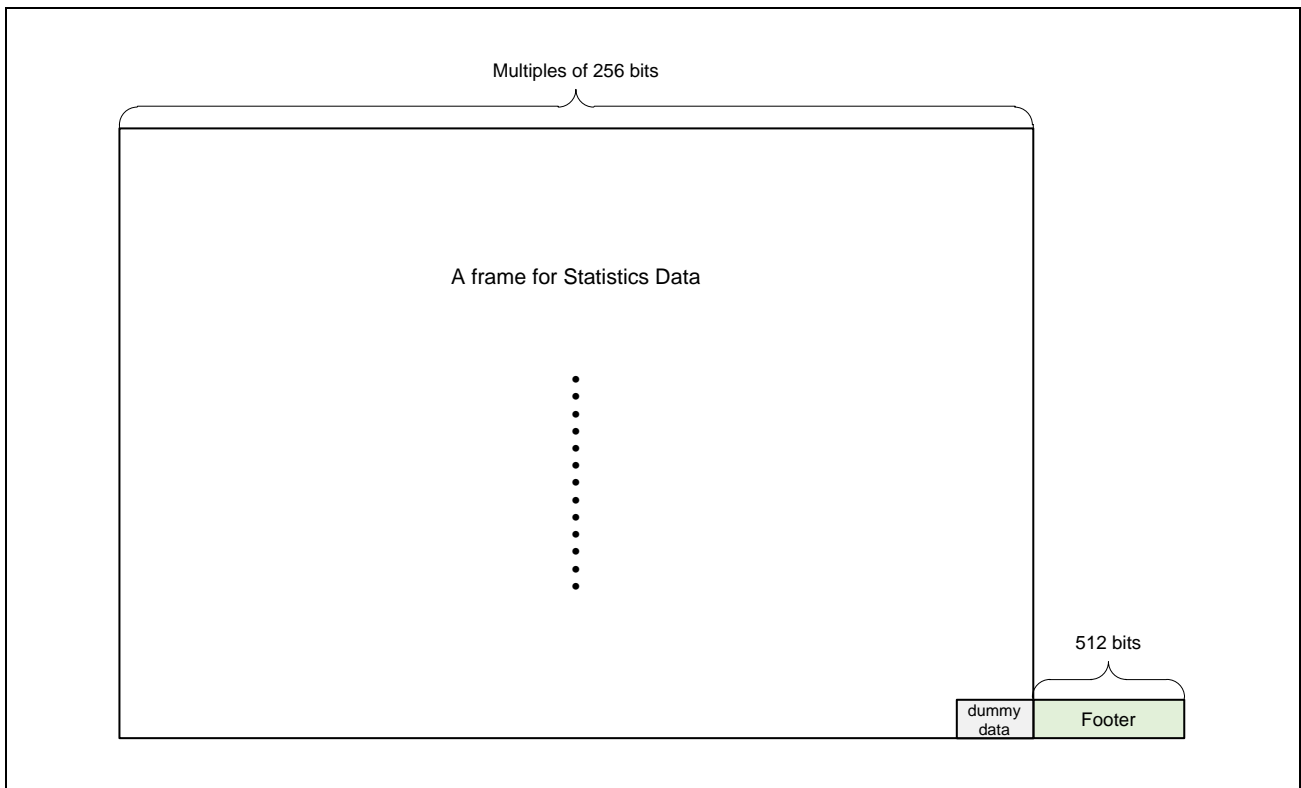 Multiples of 256 bits
A frame for Statistics Data
512 bits
dummy
data
Footer